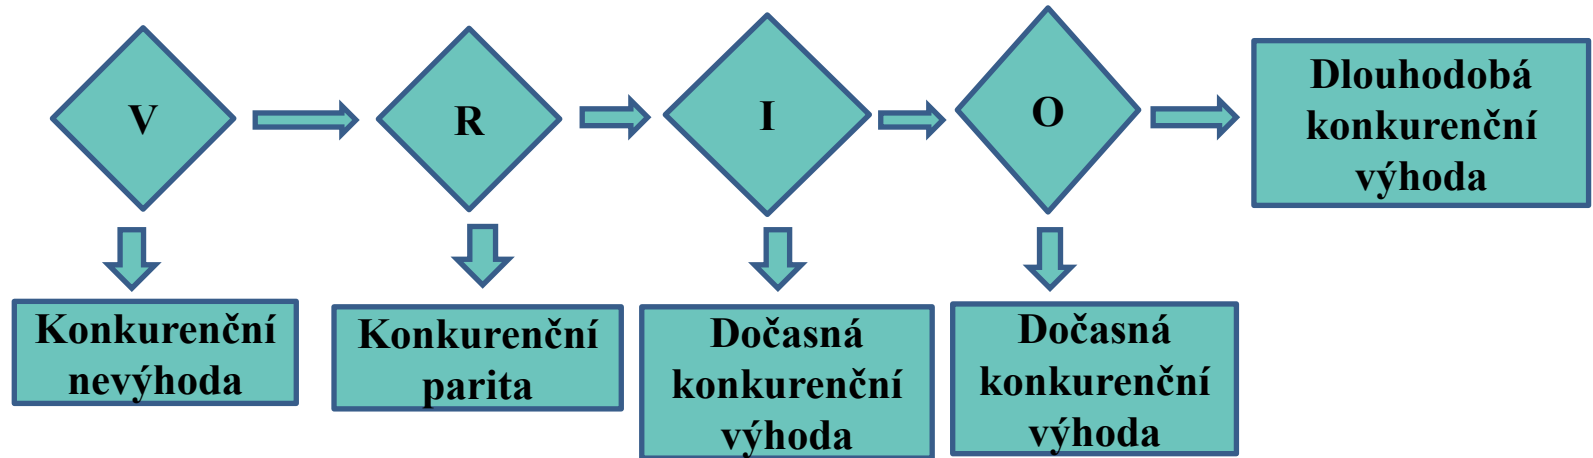 V
R
I
O
Dlouhodobá
konkurenční
výhoda
Konkurenční
nevýhoda
Konkurenční
parita
Dočasná
konkurenční
výhoda
Dočasná
konkurenční
výhoda